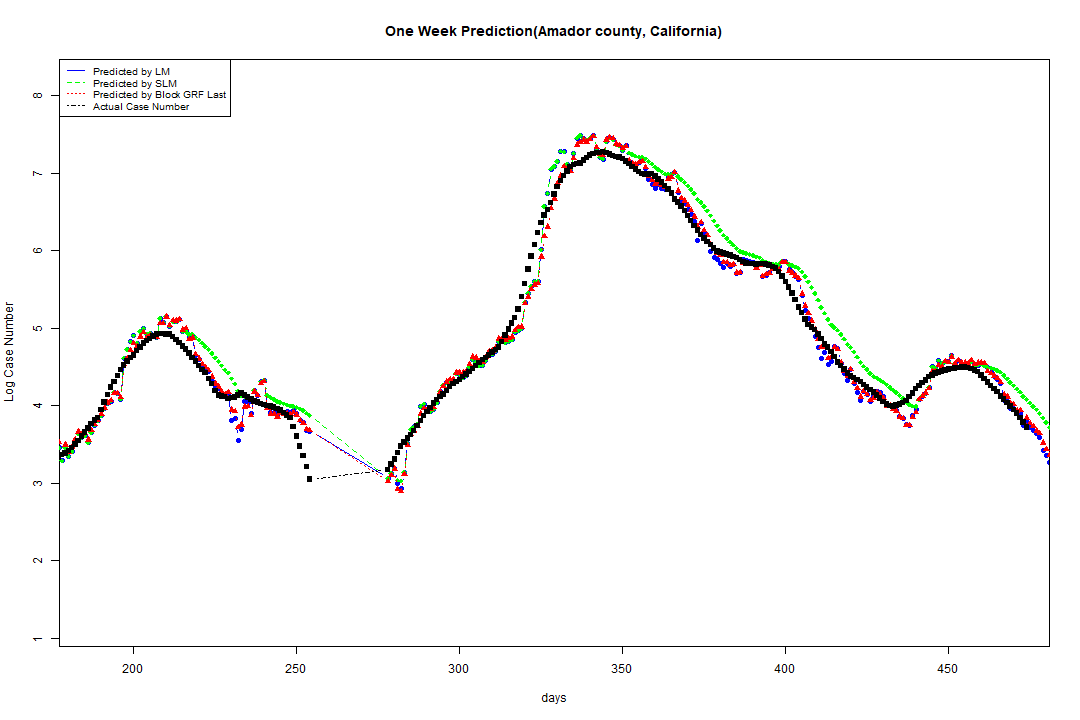 One Week Prediction(Amador county, California)
Predicted by LM
Predicted by SLM
Predicted by Block GRF Last
Actual Case Number
8
7
6
5
4
3
2
1
Log Case Number
200 250 300 350 400 450
days